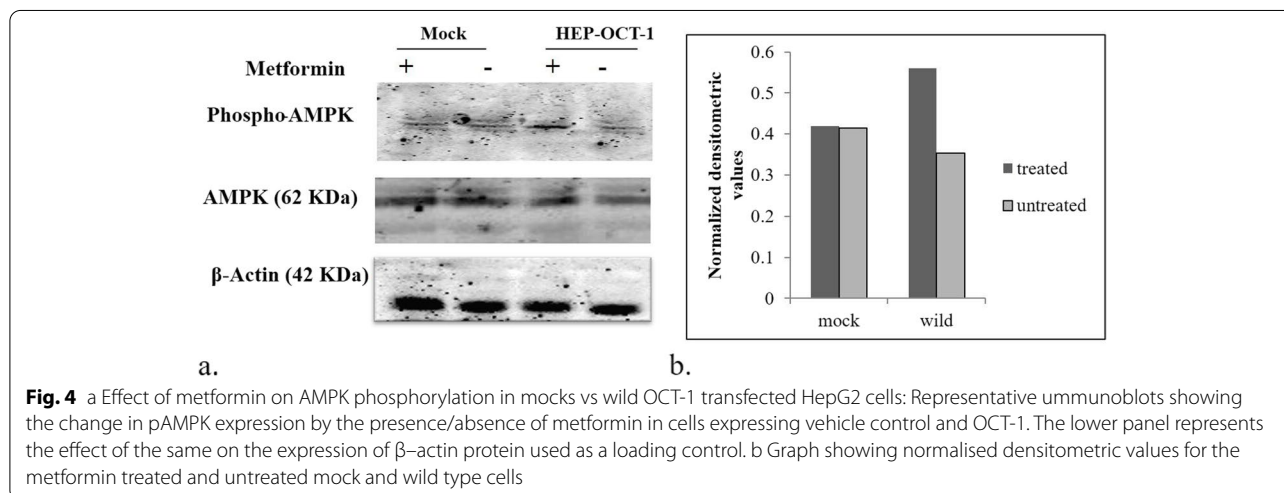 Mock HEP-OCT-1
Metformin + - + -
Phospho-AMPK
AMPK (62 KDa)
β-Actin (42 KDa)
a.
Normalized densitometric
values
0.6
0.5
0.4
0.3
0.2
0.1
0
mock wild
treated
untreated
b.
Fig. 4 a Effect of metformin on AMPK phosphorylation in mocks vs wild OCT-1 transfected HepG2 cells: Representative ummunoblots showing
the change in pAMPK expression by the presence/absence of metformin in cells expressing vehicle control and OCT-1. The lower panel represents
the effect of the same on the expression of β–actin protein used as a loading control. b Graph showing normalised densitometric values for the
metformin treated and untreated mock and wild type cells